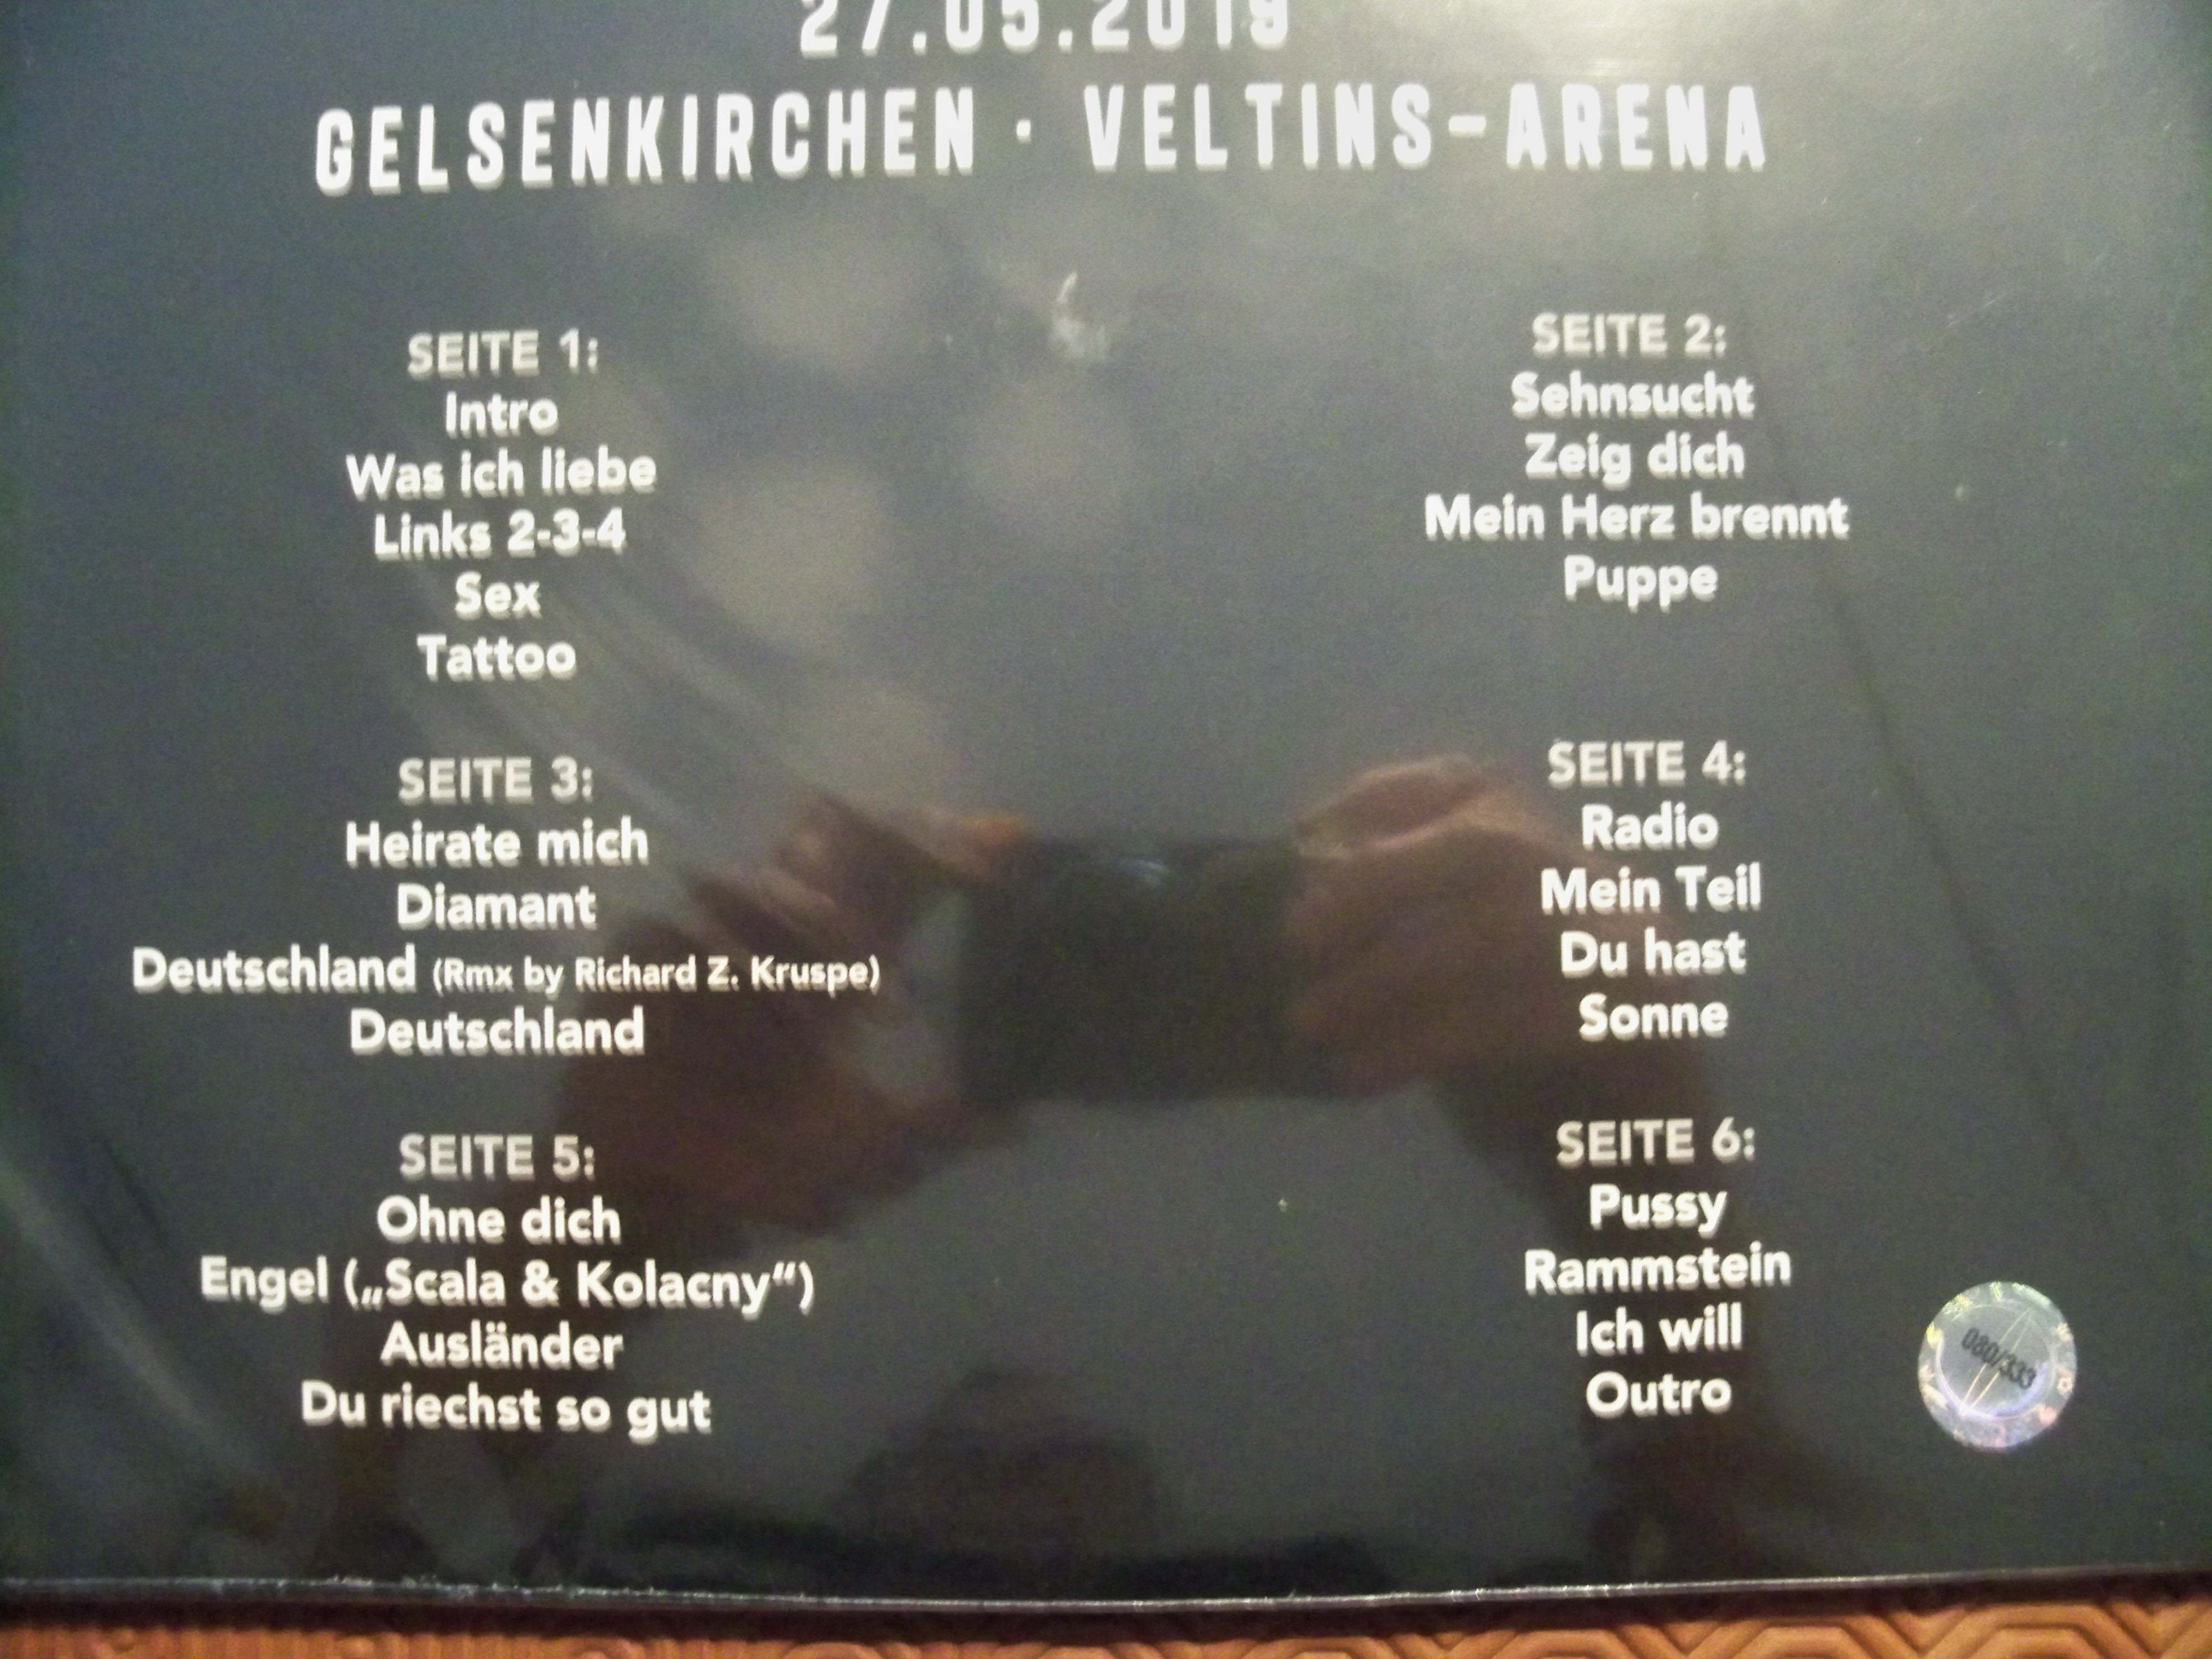 27.05.2019
GELSENKIRCHEN · VELTINS-ARENA
SEITE 1:
Intro
Was ich liebe
Links 2-3-4
Sex
Tattoo
SEITE 2:
Sehnsucht
Zeig dich
Mein Herz brennt
Puppe
SEITE 3:
Heirate mich
Diamant
Deutschland (Rmx by Richard Z. Kruspe)
Deutschland
SEITE 4:
Radio
Mein Teil
Du hast
Sonne
SEITE 5:
Ohne dich
Engel („Scala & Kolacny“)
Ausländer
Du riechst so gut
SEITE 6:
Pussy
Rammstein
Ich will
Outro
080/333